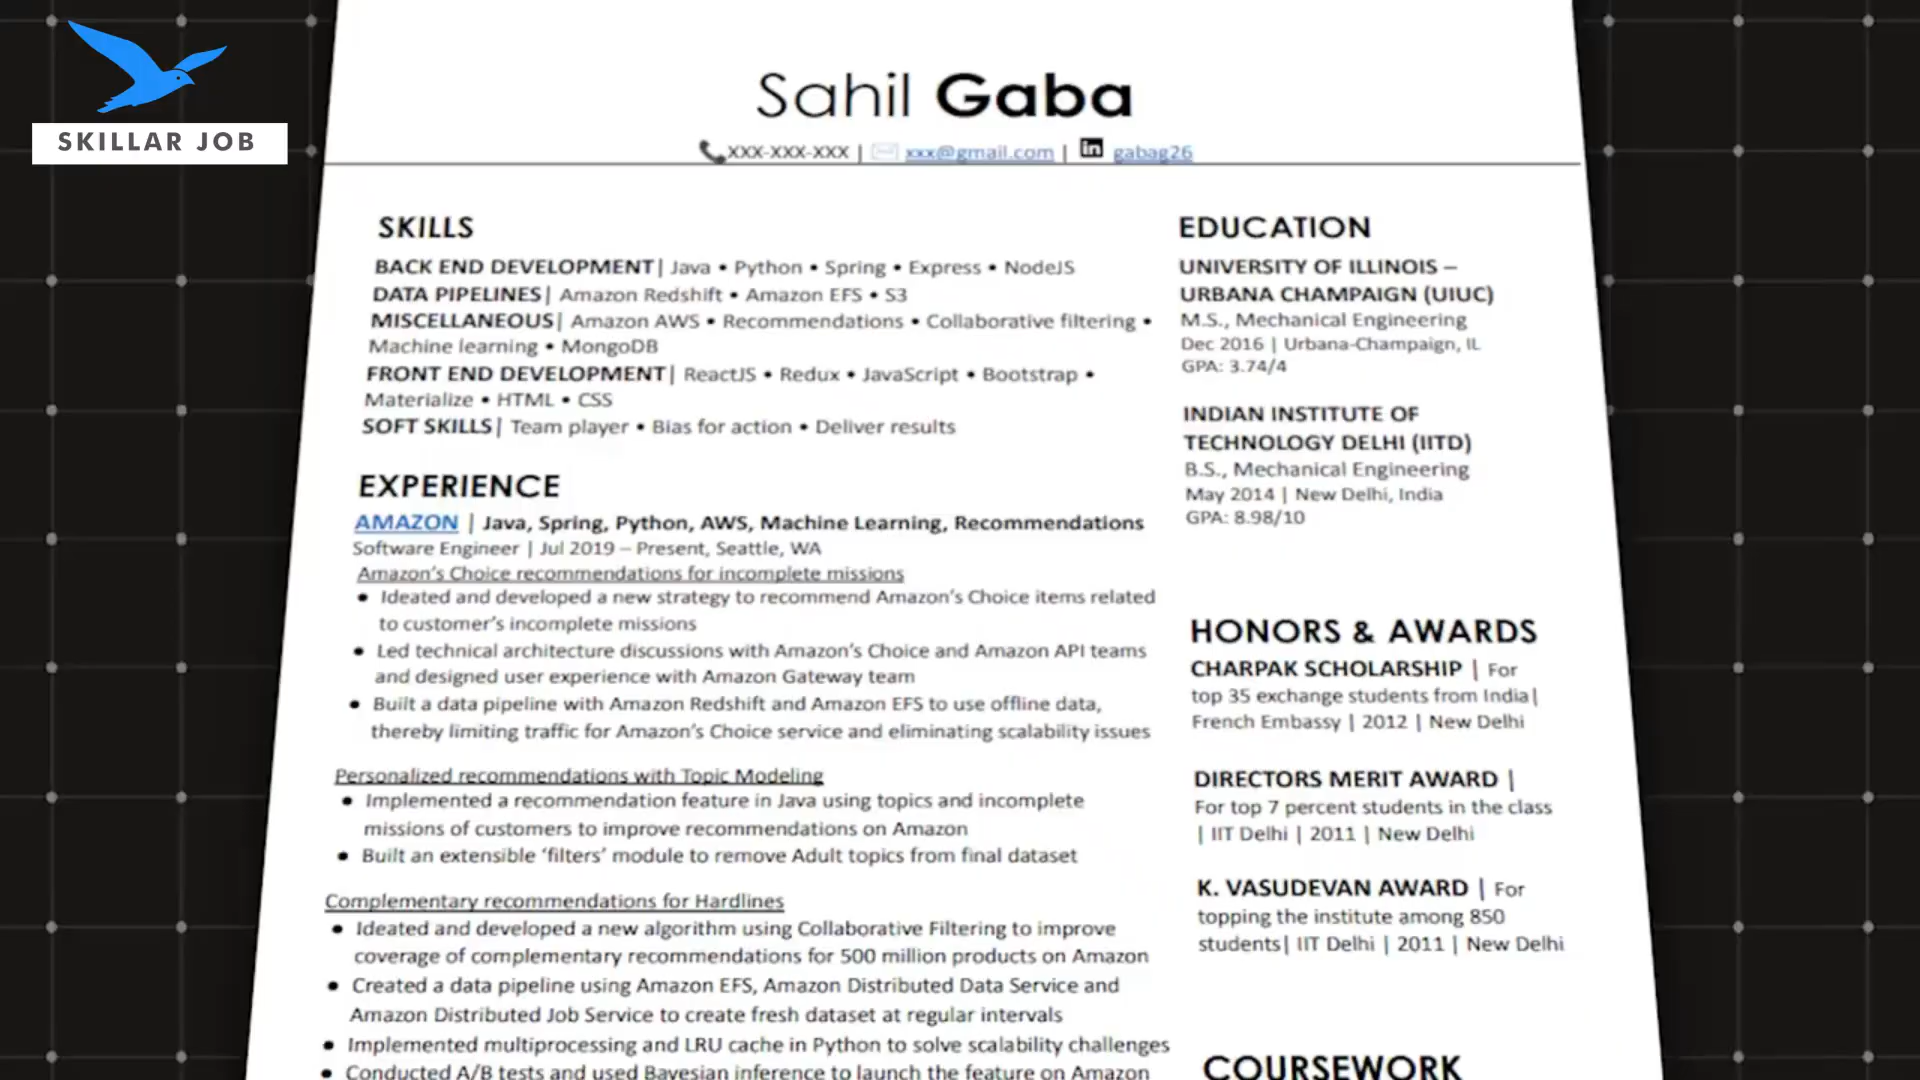 SKILLAR JOB
Sahil Gaba
XXX-XXX-XXX | xxx@gmail.com | in gabag26
SKILLS
BACK END DEVELOPMENT| Java • Python • Spring • Express • NodeJS
DATA PIPELINES| Amazon Redshift • Amazon EFS • S3
MISCELLANEOUS| Amazon AWS • Recommendations • Collaborative filtering •
Machine learning • MongoDB
FRONT END DEVELOPMENT| ReactJS • Redux • JavaScript • Bootstrap •
Materialize • HTML • CSS
SOFT SKILLS| Team player • Bias for action • Deliver results
EXPERIENCE
AMAZON | Java, Spring, Python, AWS, Machine Learning, Recommendations
Software Engineer | Jul 2019 – Present, Seattle, WA
Amazon’s Choice recommendations for incomplete missions
• Ideated and developed a new strategy to recommend Amazon’s Choice items related
to customer’s incomplete missions
• Led technical architecture discussions with Amazon’s Choice and Amazon API teams
and designed user experience with Amazon Gateway team
• Built a data pipeline with Amazon Redshift and Amazon EFS to use offline data,
thereby limiting traffic for Amazon’s Choice service and eliminating scalability issues
Personalized recommendations with Topic Modeling
• Implemented a recommendation feature in Java using topics and incomplete
missions of customers to improve recommendations on Amazon
• Built an extensible ‘filters’ module to remove Adult topics from final dataset
Complementary recommendations for Hardlines
• Ideated and developed a new algorithm using Collaborative Filtering to improve
coverage of complementary recommendations for 500 million products on Amazon
• Created a data pipeline using Amazon EFS, Amazon Distributed Data Service and
Amazon Distributed Job Service to create fresh dataset at regular intervals
• Implemented multiprocessing and LRU cache in Python to solve scalability challenges
• Conducted A/B tests and used Bayesian inference to launch the feature on Amazon
EDUCATION
UNIVERSITY OF ILLINOIS –
URBANA CHAMPAIGN (UIUC)
M.S., Mechanical Engineering
Dec 2016 | Urbana-Champaign, IL
GPA: 3.74/4
INDIAN INSTITUTE OF
TECHNOLOGY DELHI (IITD)
B.S., Mechanical Engineering
May 2014 | New Delhi, India
GPA: 8.98/10
HONORS & AWARDS
CHARPAK SCHOLARSHIP | For
top 35 exchange students from India|
French Embassy | 2012 | New Delhi
DIRECTORS MERIT AWARD |
For top 7 percent students in the class
| IIT Delhi | 2011 | New Delhi
K. VASUDEVAN AWARD | For
topping the institute among 850
students| IIT Delhi | 2011 | New Delhi
COURSEWORK